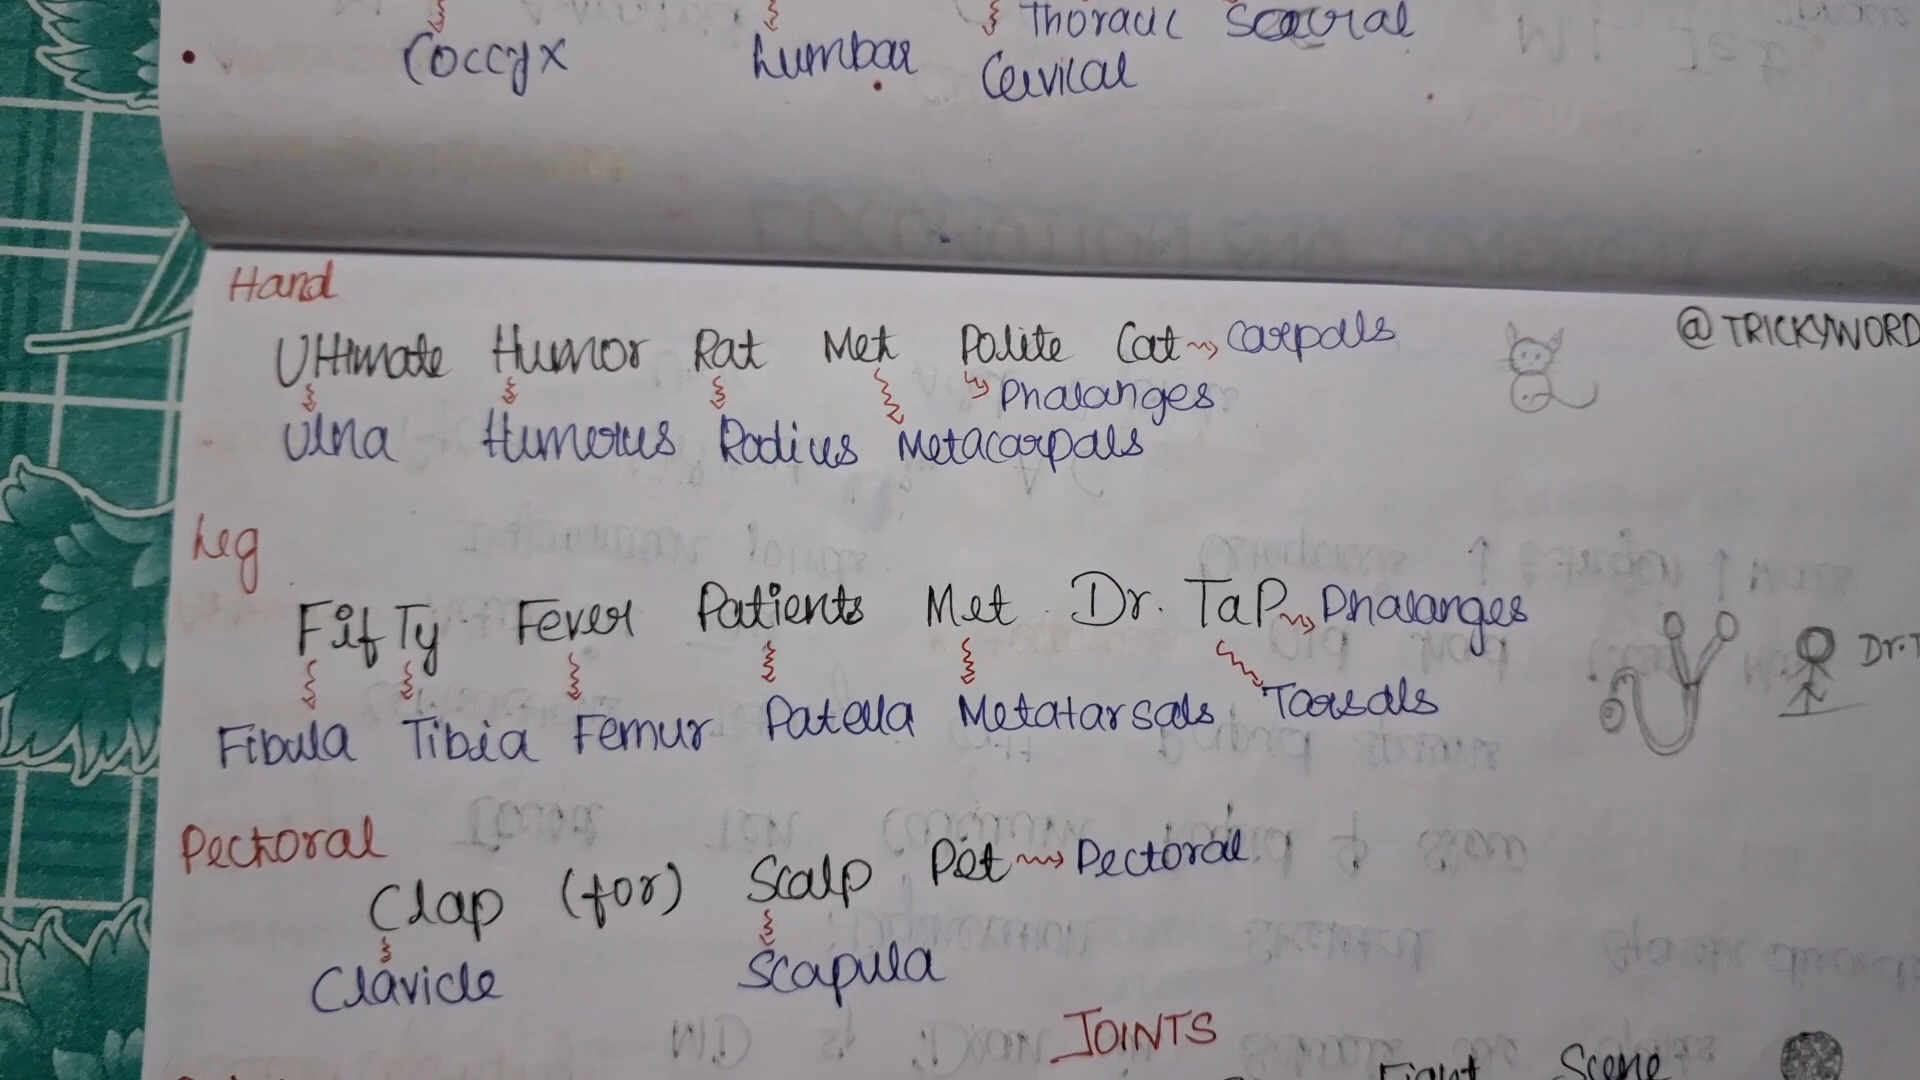 Thoracic Sacral
Coccyx Lumbar Cervical
Hand
@TRICKYWORD
Ultimate Humor Rat Met Polite Cat Carpals
Phalanges
Ulna Humerus Radius Metacarpals
Leg
FifTy Fever Patients Met Dr. TaP Phalanges
Dr.T
Fibula Tibia Femur Patella Metatarsals Tarsals
Pectoral
Clap (for) Scalp Pet Pectoral
Clavicle Scapula
JOINTS
Fight Scene